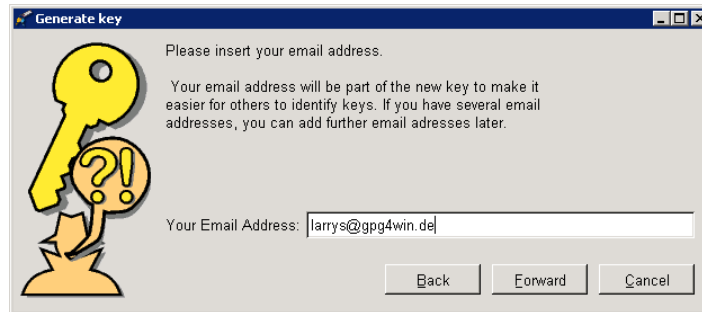 Generate key
Please insert your email address.
Your email address will be part of the new key to make it
easier for others to identify keys. If you have several email
addresses, you can add further email adresses later.
Your Email Address: larrys@gpg4win.de
Back Forward Cancel
?!